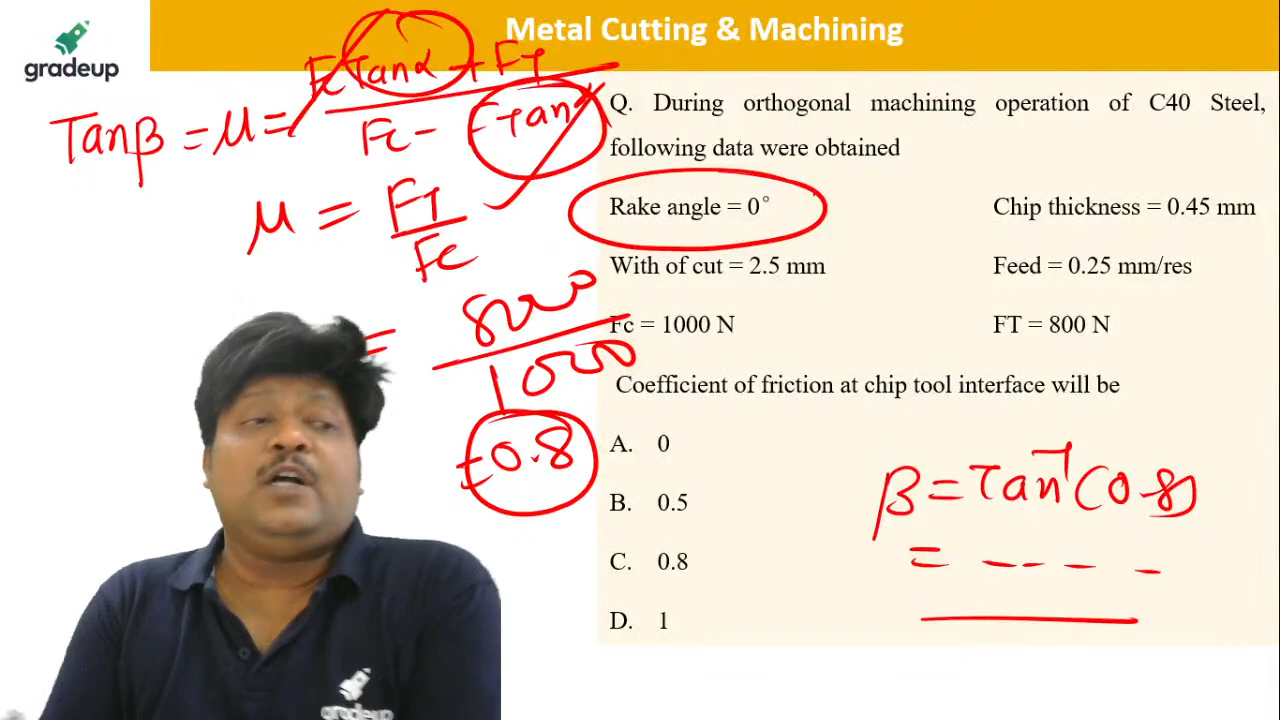 Metal Cutting & Machining
gradeup
Tanβ = μ = Fc Tanα + FT
Fc - FT Tanα
μ = FT
Fc
= 800
1000
= 0.8
Q. During orthogonal machining operation of C40 Steel,
following data were obtained
Rake angle = 0° Chip thickness = 0.45 mm
With of cut = 2.5 mm Feed = 0.25 mm/res
Fc = 1000 N FT = 800 N
Coefficient of friction at chip tool interface will be
A. 0
B. 0.5
C. 0.8
D. 1
β = Tan⁻¹(0.8)
= - - - -
gradeup